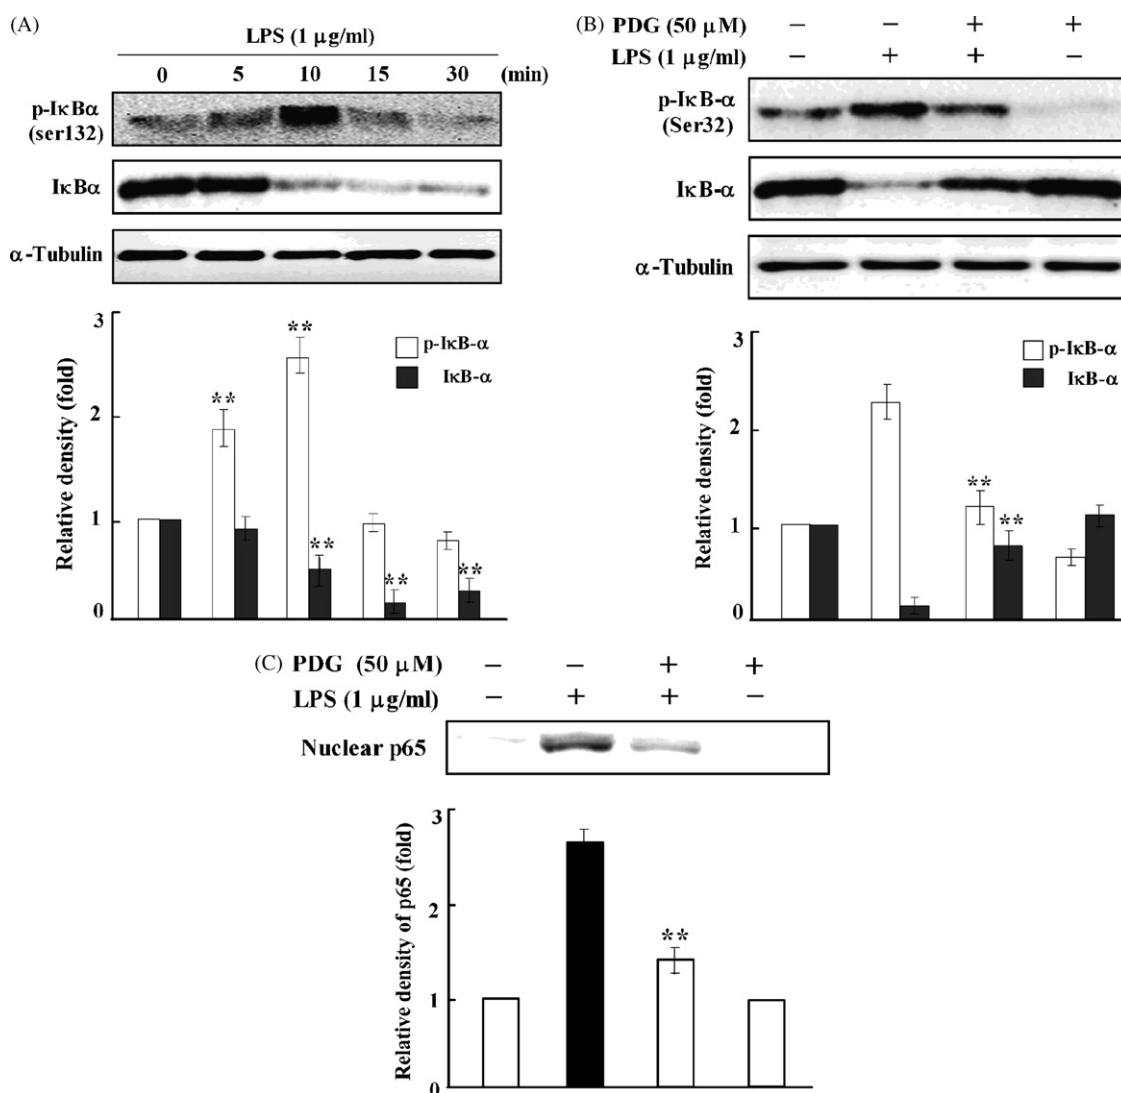 (A)
LPS (1 μg/ml)
0 5 10 15 30 (min)
p-IκBα
(ser132)
IκBα
α-Tubulin
3
2
1
0
Relative density (fold)
** ** ** ** **
p-IκB-α
IκB-α
(B) PDG (50 μM) − − + +
LPS (1 μg/ml) − + + −
p-IκB-α
(Ser32)
IκB-α
α-Tubulin
3
2
1
0
Relative density (fold)
** **
p-IκB-α
IκB-α
(C) PDG (50 μM) − − + +
LPS (1 μg/ml) − + + −
Nuclear p65
3
2
1
0
Relative density of p65 (fold)
**